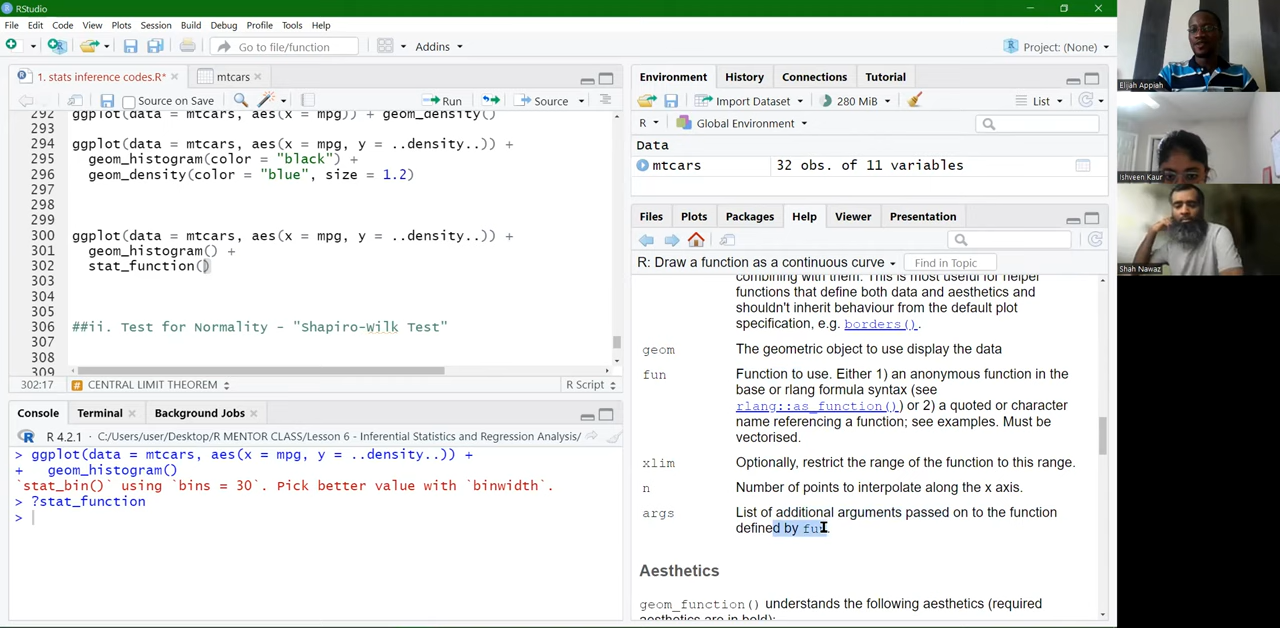 RStudio
File Edit Code View Plots Session Build Debug Profile Tools Help
Go to file/function
Addins
Project: (None)
1. stats inference codes.R*
mtcars
Source on Save
Run
Source
292 ggplot(data = mtcars, aes(x = mpg)) + geom_density()
293
294 ggplot(data = mtcars, aes(x = mpg, y = ..density..)) +
295 geom_histogram(color = "black") +
296 geom_density(color = "blue", size = 1.2)
297
298
299
300 ggplot(data = mtcars, aes(x = mpg, y = ..density..)) +
301 geom_histogram() +
302 stat_function()
303
304
305
306 ##ii. Test for Normality - "Shapiro-Wilk Test"
307
308
309
302:17 # CENTRAL LIMIT THEOREM R Script
Console Terminal Background Jobs
R 4.2.1 · C:/Users/user/Desktop/R MENTOR CLASS/Lesson 6 - Inferential Statistics and Regression Analysis/
> ggplot(data = mtcars, aes(x = mpg, y = ..density..)) +
+ geom_histogram()
`stat_bin()` using `bins = 30`. Pick better value with `binwidth`.
> ?stat_function
>
Environment History Connections Tutorial
Import Dataset 280 MiB List
R Global Environment
Data
mtcars 32 obs. of 11 variables
Files Plots Packages Help Viewer Presentation
R: Draw a function as a continuous curve Find in Topic
combining with them. This is most useful for helper
functions that define both data and aesthetics and
shouldn't inherit behaviour from the default plot
specification, e.g. borders().
geom The geometric object to use display the data
fun Function to use. Either 1) an anonymous function in the
base or rlang formula syntax (see
rlang::as_function()) or 2) a quoted or character
name referencing a function; see examples. Must be
vectorised.
xlim Optionally, restrict the range of the function to this range.
n Number of points to interpolate along the x axis.
args List of additional arguments passed on to the function
defined by fun.
Aesthetics
geom_function() understands the following aesthetics (required
aesthetics are in bold):
Elijah Appiah
Ishveen Kaur
Shah Nawaz